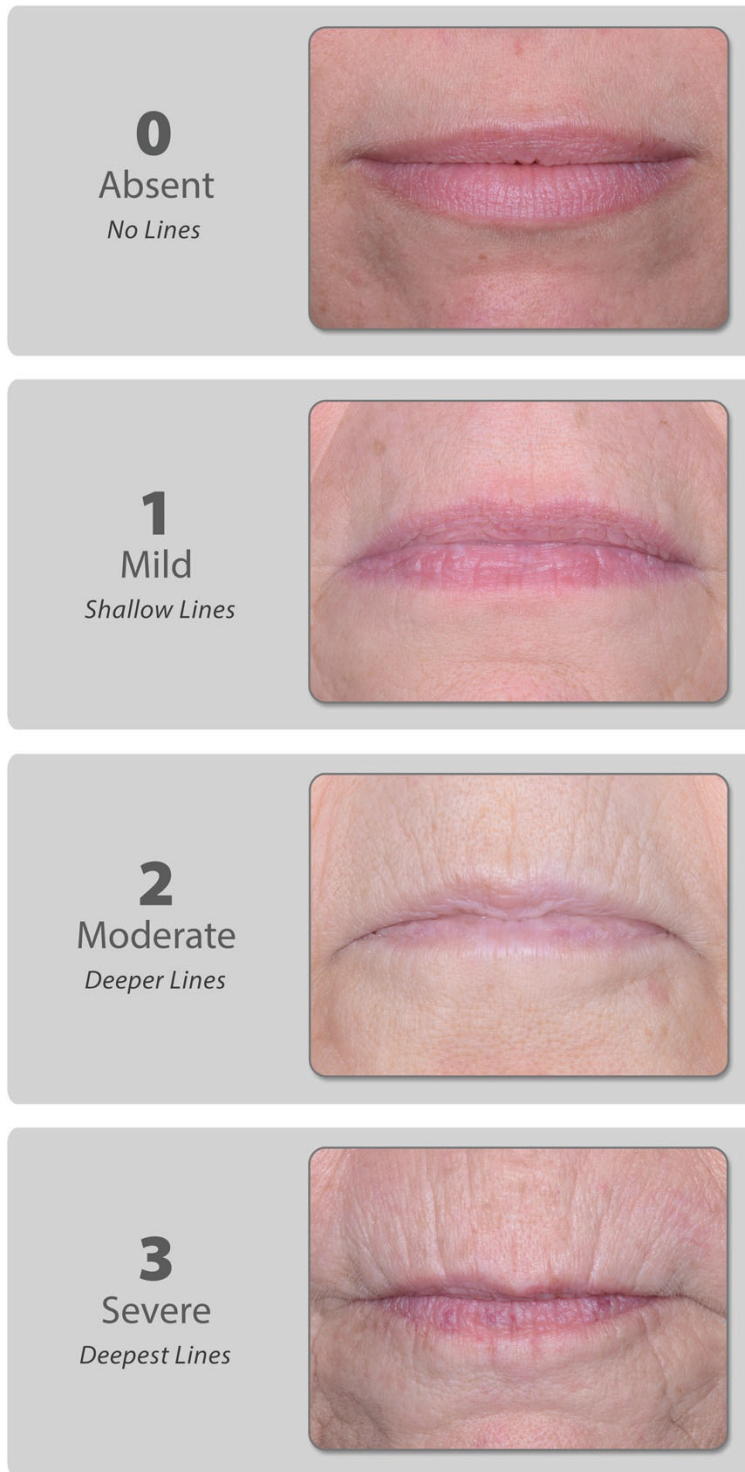 0
Absent
No Lines
1
Mild
Shallow Lines
2
Moderate
Deeper Lines
3
Severe
Deepest Lines